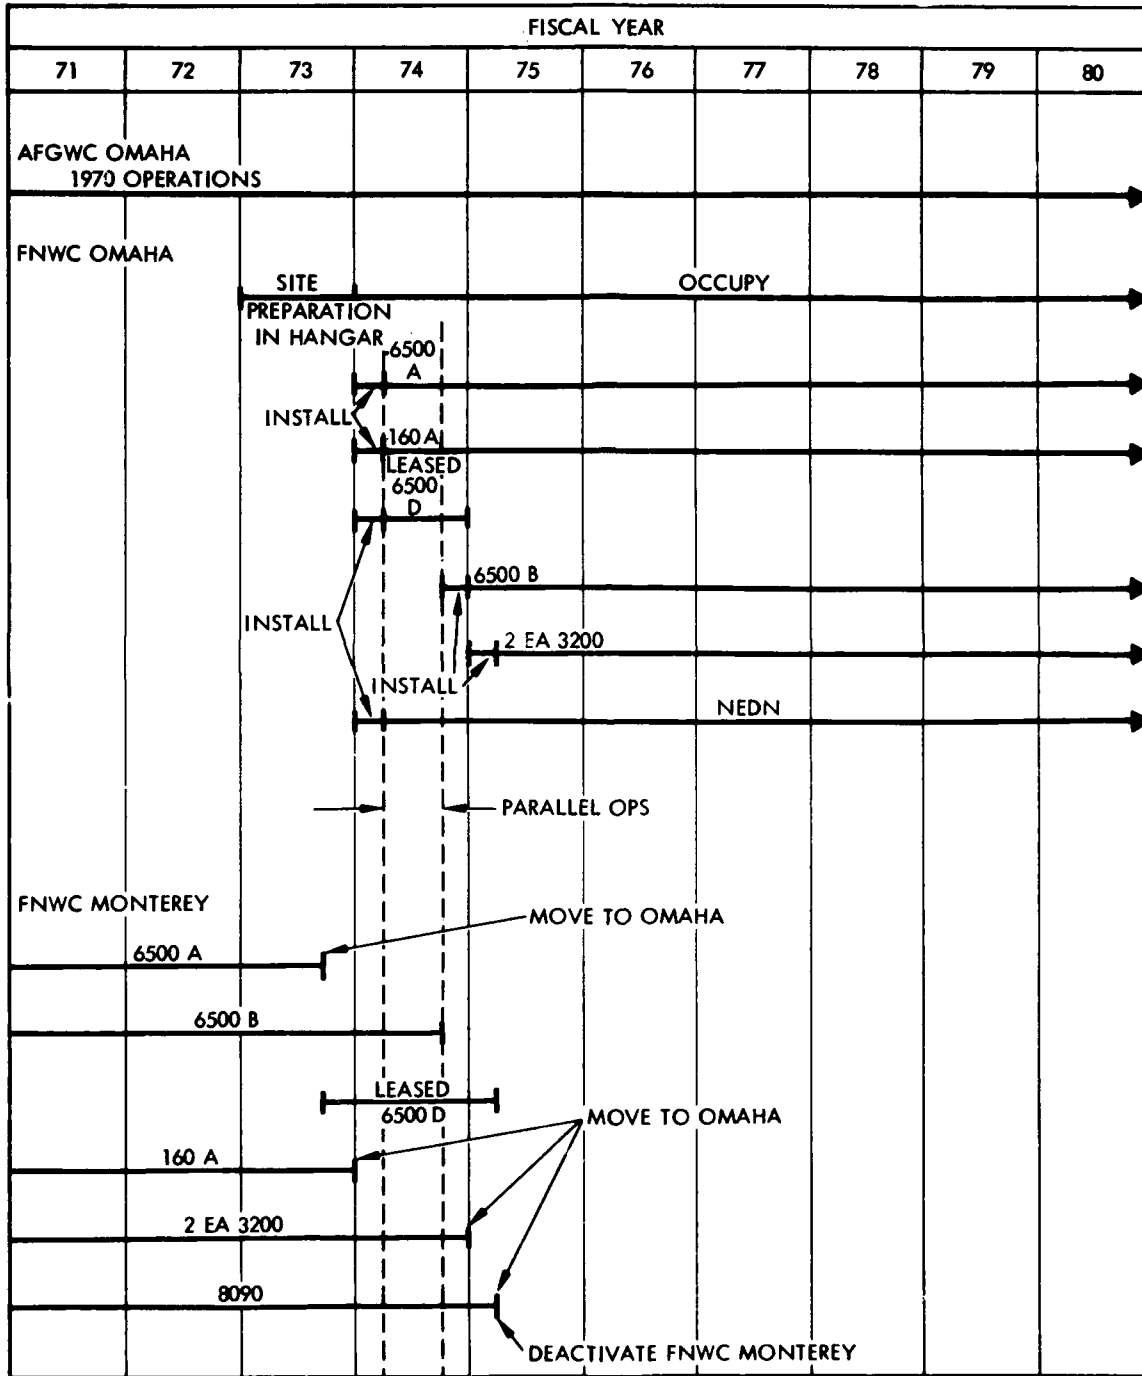 FISCAL YEAR
71 72 73 74 75 76 77 78 79 80
AFGWC OMAHA
1970 OPERATIONS
FNWC OMAHA
SITE
PREPARATION
IN HANGAR
OCCUPY
6500
A
INSTALL
160 A
LEASED
6500
D
6500 B
INSTALL
2 EA 3200
INSTALL
NEDN
PARALLEL OPS
FNWC MONTEREY
MOVE TO OMAHA
6500 A
6500 B
LEASED
6500 D
MOVE TO OMAHA
160 A
2 EA 3200
8090
DEACTIVATE FNWC MONTEREY